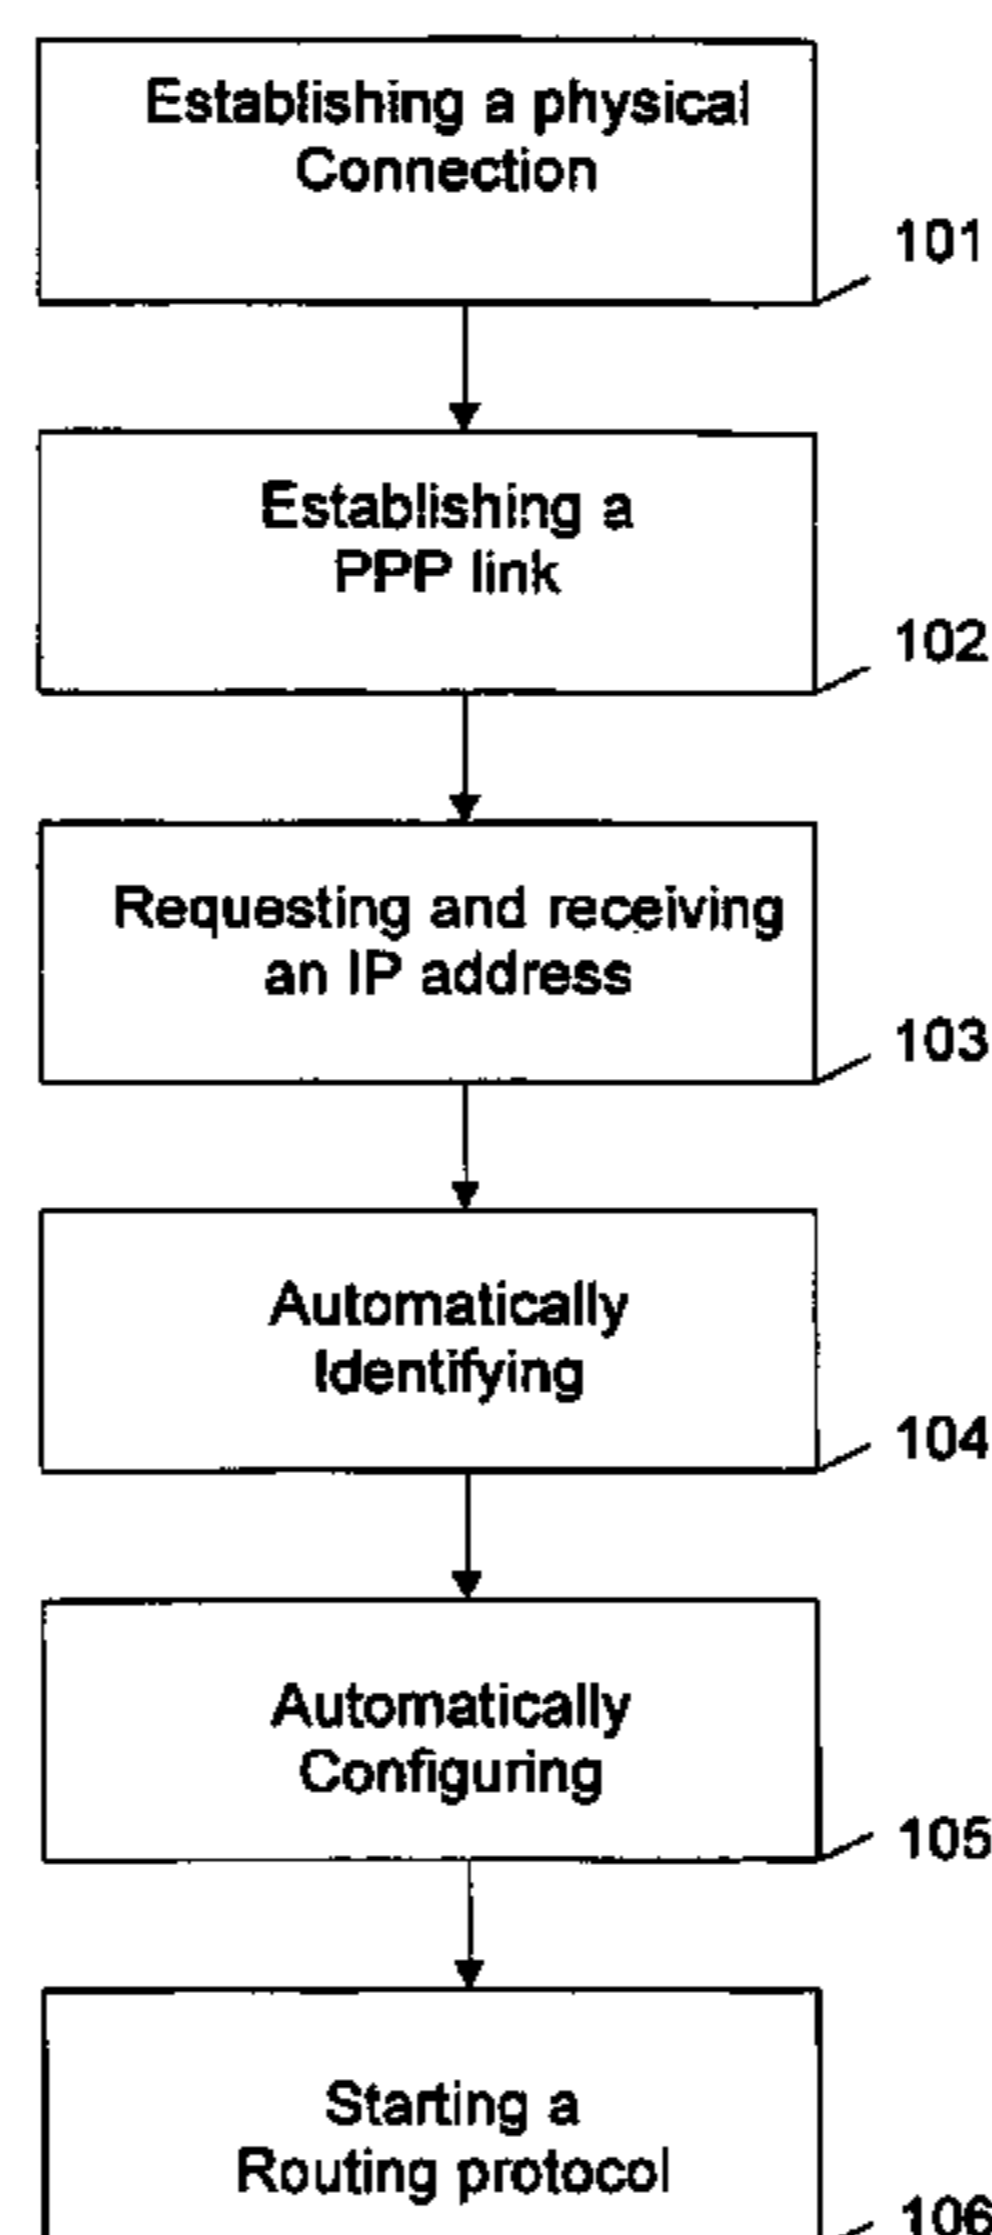 Establishing a physical
Connection
101
Establishing a
PPP link
102
Requesting and receiving
an IP address
103
Automatically
Identifying
104
Automatically
Configuring
105
Starting a
Routing protocol
106